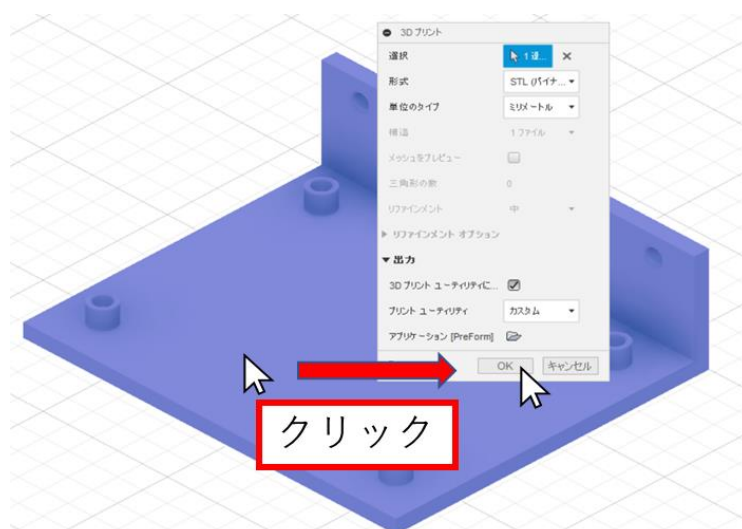 3D プリント
選択 1 選...
形式 STL (バイナ...
単位のタイプ ミリメートル
構造 1 ファイル
メッシュをプレビュー
三角形の数 0
リファインメント 中
リファインメント オプション
出力
3D プリント ユーティリティに...
プリント ユーティリティ カスタム
アプリケーション [PreForm]
OK キャンセル
クリック